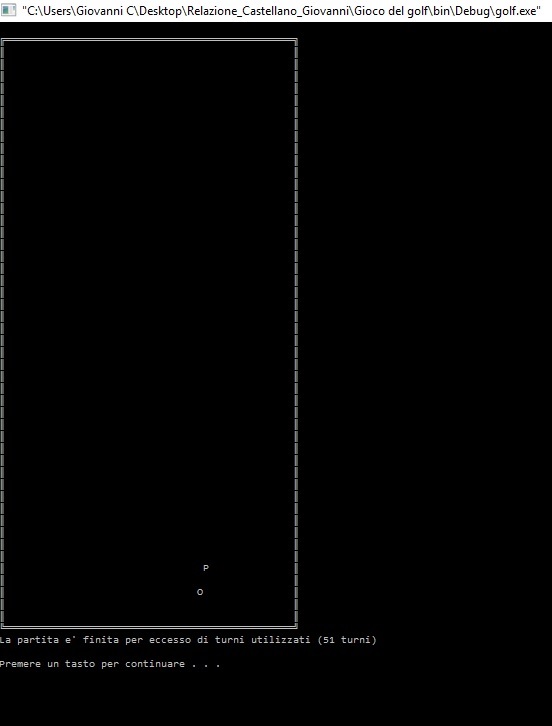 "C:\Users\Giovanni C\Desktop\Relazione_Castellano_Giovanni\Gioco del golf\bin\Debug\golf.exe"
P
O
La partita e' finita per eccesso di turni utilizzati (51 turni)
Premere un tasto per continuare . . .